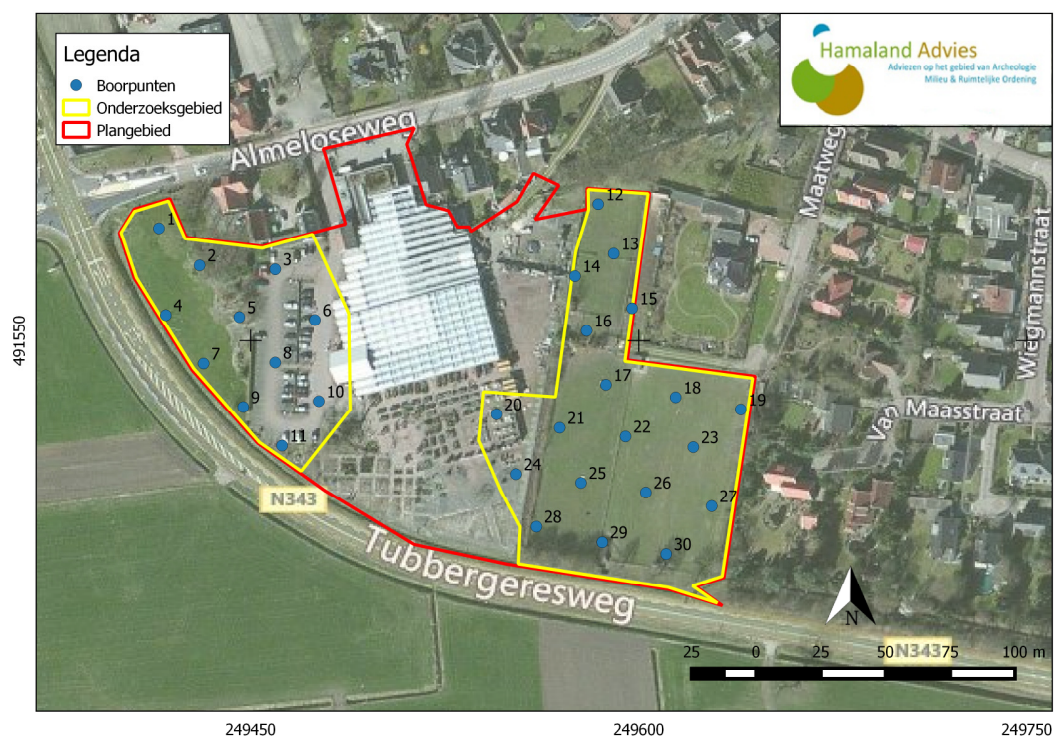 Legenda
Boorpunten
Onderzoeksgebied
Plangebied
Hamaland Advies
Adviezen op het gebied van Archeologie
Milieu & Ruimtelijke Ordening
Almeloseweg
Maatweg
Wiegmannstraat
Van Maasstraat
N343
Tubbergeresweg
N343
1
2
3
4
5
6
7
8
9
10
11
12
13
14
15
16
17
18
19
20
21
22
23
24
25
26
27
28
29
30
N
25 0 25 50 75 100 m
491550
249450 249600 249750